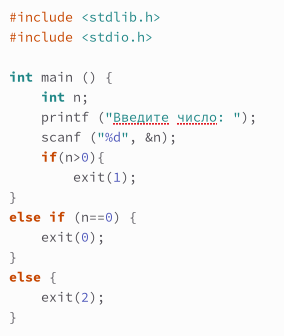 #include <stdlib.h>
#include <stdio.h>
int main () {
int n;
printf ("Введите число: ");
scanf ("%d", &n);
if(n>0){
exit(1);
}
else if (n==0) {
exit(0);
}
else {
exit(2);
}